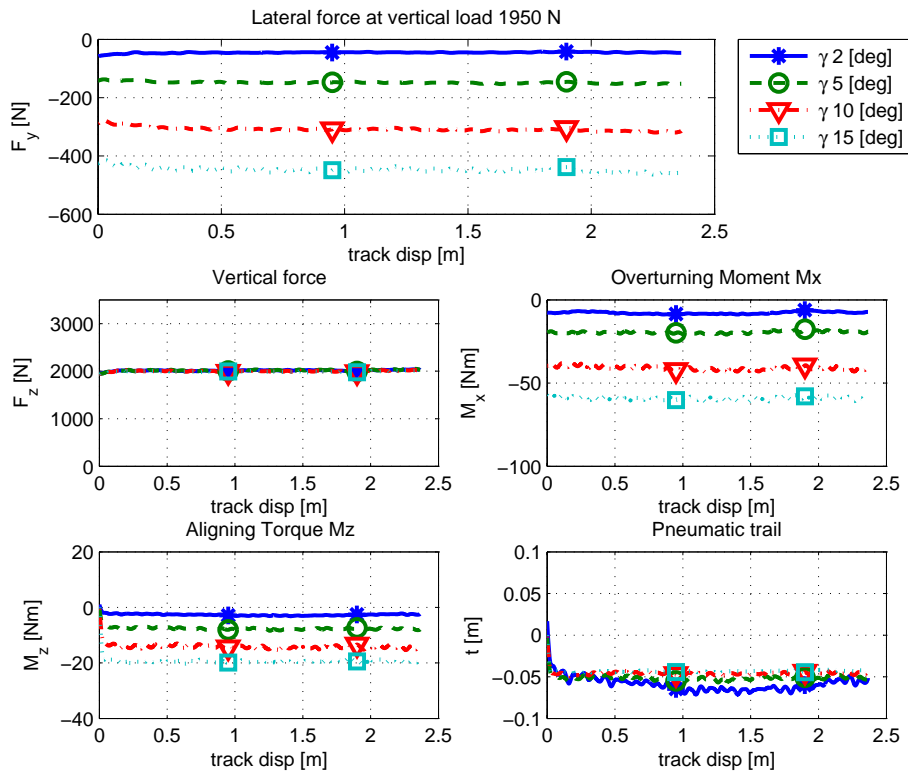 Lateral force at vertical load 1950 N
0
−200
−400
−600
F_y [N]
0 0.5 1 1.5 2 2.5
track disp [m]
γ 2 [deg]
γ 5 [deg]
γ 10 [deg]
γ 15 [deg]
Vertical force
3000
2000
1000
0
F_z [N]
0 0.5 1 1.5 2 2.5
track disp [m]
Overturning Moment Mx
0
−50
−100
M_x [Nm]
0 0.5 1 1.5 2 2.5
track disp [m]
Aligning Torque Mz
20
0
−20
−40
M_z [Nm]
0 0.5 1 1.5 2 2.5
track disp [m]
Pneumatic trail
0.1
0.05
0
−0.05
−0.1
t [m]
0 0.5 1 1.5 2 2.5
track disp [m]